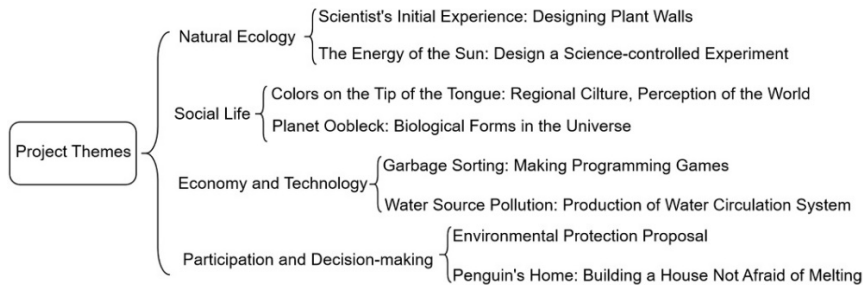 Project Themes
Natural Ecology
Scientist's Initial Experience: Designing Plant Walls
The Energy of the Sun: Design a Science-controlled Experiment
Social Life
Colors on the Tip of the Tongue: Regional Cilture, Perception of the World
Planet Oobleck: Biological Forms in the Universe
Economy and Technology
Garbage Sorting: Making Programming Games
Water Source Pollution: Production of Water Circulation System
Participation and Decision-making
Environmental Protection Proposal
Penguin's Home: Building a House Not Afraid of Melting